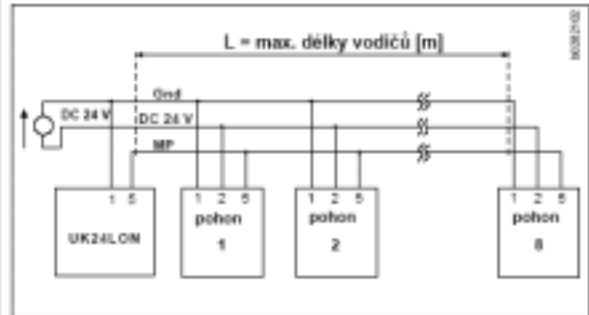 L = max. délky vodičů [m]
Gnd
DC 24 V DC 24 V
MP
1 5 1 2 5 1 2 5 1 2 5
pohon pohon pohon
UK24LON 1 2 8